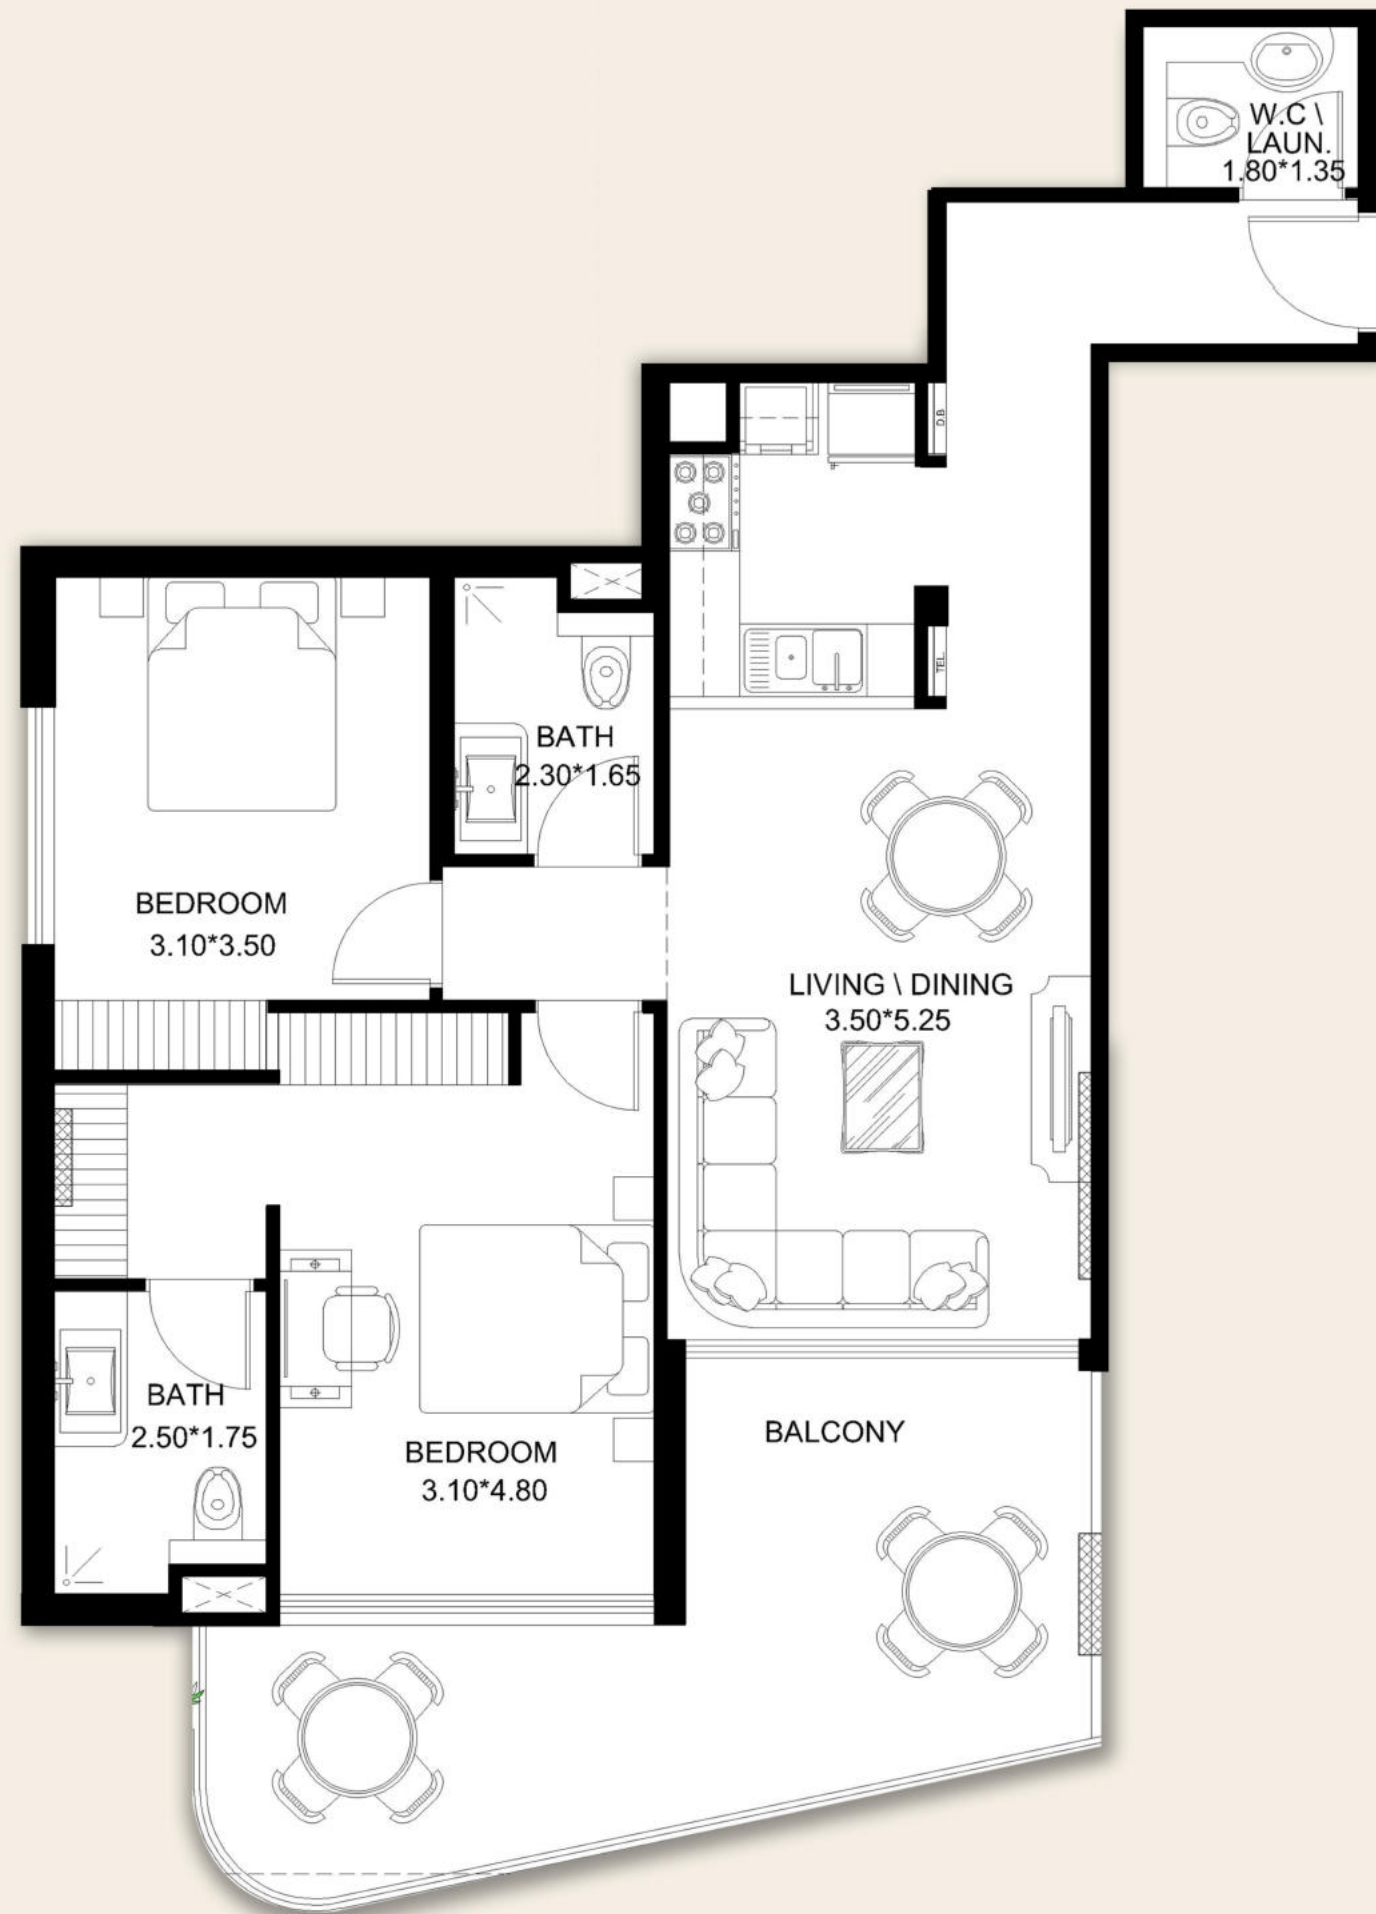 W.C \
LAUN.
1.80*1.35
D.B
TEL.
BATH
2.30*1.65
BEDROOM
3.10*3.50
LIVING \ DINING
3.50*5.25
BATH
2.50*1.75
BEDROOM
3.10*4.80
BALCONY